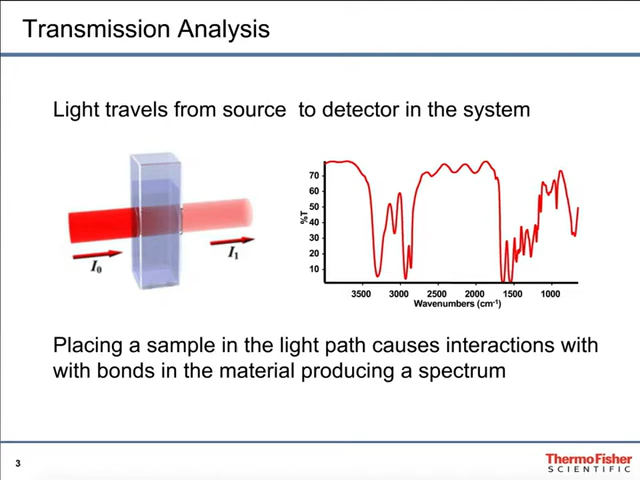 Transmission Analysis
Light travels from source  to detector in the system
I0
I1
%T
70
60
50
40
30
20
10
3500 3000 2500 2000 1500 1000
Wavenumbers (cm-1)
Placing a sample in the light path causes interactions with
with bonds in the material producing a spectrum
3
ThermoFisher
SCIENTIFIC